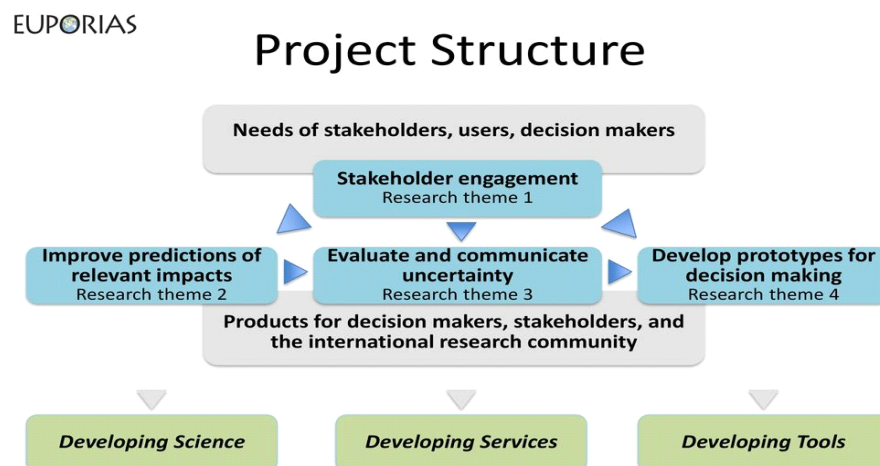 EUPORIAS
Project Structure
Needs of stakeholders, users, decision makers
Stakeholder engagement
Research theme 1
Improve predictions of
relevant impacts
Research theme 2
Evaluate and communicate
uncertainty
Research theme 3
Develop prototypes for
decision making
Research theme 4
Products for decision makers, stakeholders, and
the international research community
Developing Science
Developing Services
Developing Tools